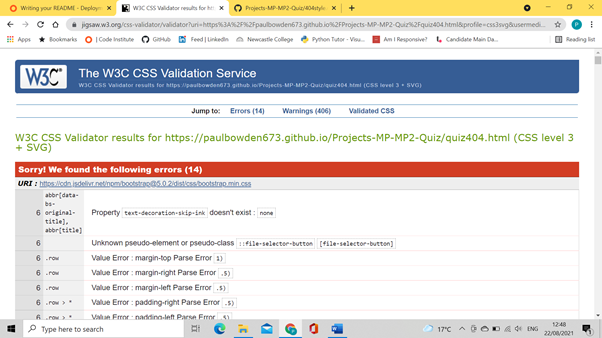 Writing your README - Deploym
W3C CSS Validator results for ht
Projects-MP-MP2-Quiz/404style
jigsaw.w3.org/css-validator/validator?uri=https%3A%2F%2Fpaulbowden673.github.io%2FProjects-MP-MP2-Quiz%2Fquiz404.html&profile=css3svg&usermedi...
Apps
Bookmarks
[ Code Institute
GitHub
Feed | LinkedIn
Newcastle College
Python Tutor - Visu...
Am I Responsive?
Candidate Main Da...
Reading list
W3C
The W3C CSS Validation Service
W3C CSS Validator results for https://paulbowden673.github.io/Projects-MP-MP2-Quiz/quiz404.html (CSS level 3 + SVG)
Jump to: Errors (14) Warnings (406) Validated CSS
W3C CSS Validator results for https://paulbowden673.github.io/Projects-MP-MP2-Quiz/quiz404.html (CSS level 3
+ SVG)
Sorry! We found the following errors (14)
URI : https://cdn.jsdelivr.net/npm/bootstrap@5.0.2/dist/css/bootstrap.min.css
abbr[data-
bs-
original-
title],
abbr[title]
6 Property text-decoration-skip-ink doesn't exist : none
6 Unknown pseudo-element or pseudo-class ::file-selector-button [file-selector-button]
6 .row Value Error : margin-top Parse Error 1)
6 .row Value Error : margin-right Parse Error .5)
6 .row Value Error : margin-left Parse Error .5)
6 .row > * Value Error : padding-right Parse Error .5)
6 .row > * Value Error : padding-left Parse Error .5)
Type here to search
17°C
ENG
12:48
22/08/2021